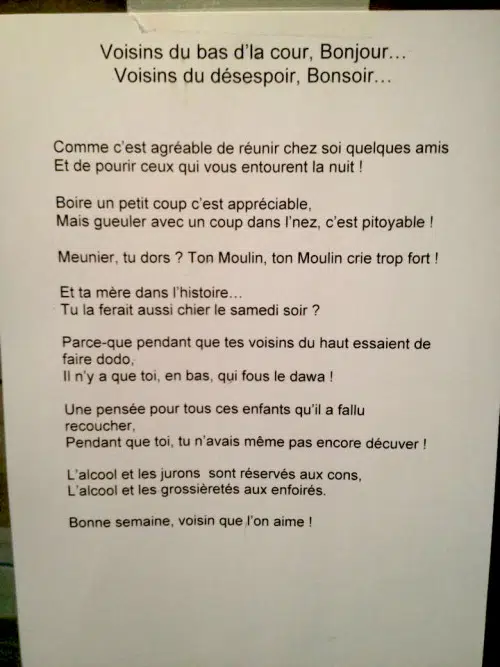 Voisins du bas d'la cour, Bonjour…
Voisins du désespoir, Bonsoir…
Comme c'est agréable de réunir chez soi quelques amis
Et de pourir ceux qui vous entourent la nuit !
Boire un petit coup c'est appréciable,
Mais gueuler avec un coup dans l'nez, c'est pitoyable !
Meunier, tu dors ? Ton Moulin, ton Moulin crie trop fort !
Et ta mère dans l'histoire…
Tu la ferait aussi chier le samedi soir ?
Parce-que pendant que tes voisins du haut essaient de
faire dodo,
Il n'y a que toi, en bas, qui fous le dawa !
Une pensée pour tous ces enfants qu'il a fallu
recoucher,
Pendant que toi, tu n'avais même pas encore décuver !
L'alcool et les jurons  sont réservés aux cons,
L'alcool et les grossièretés aux enfoirés.
Bonne semaine, voisin que l'on aime !